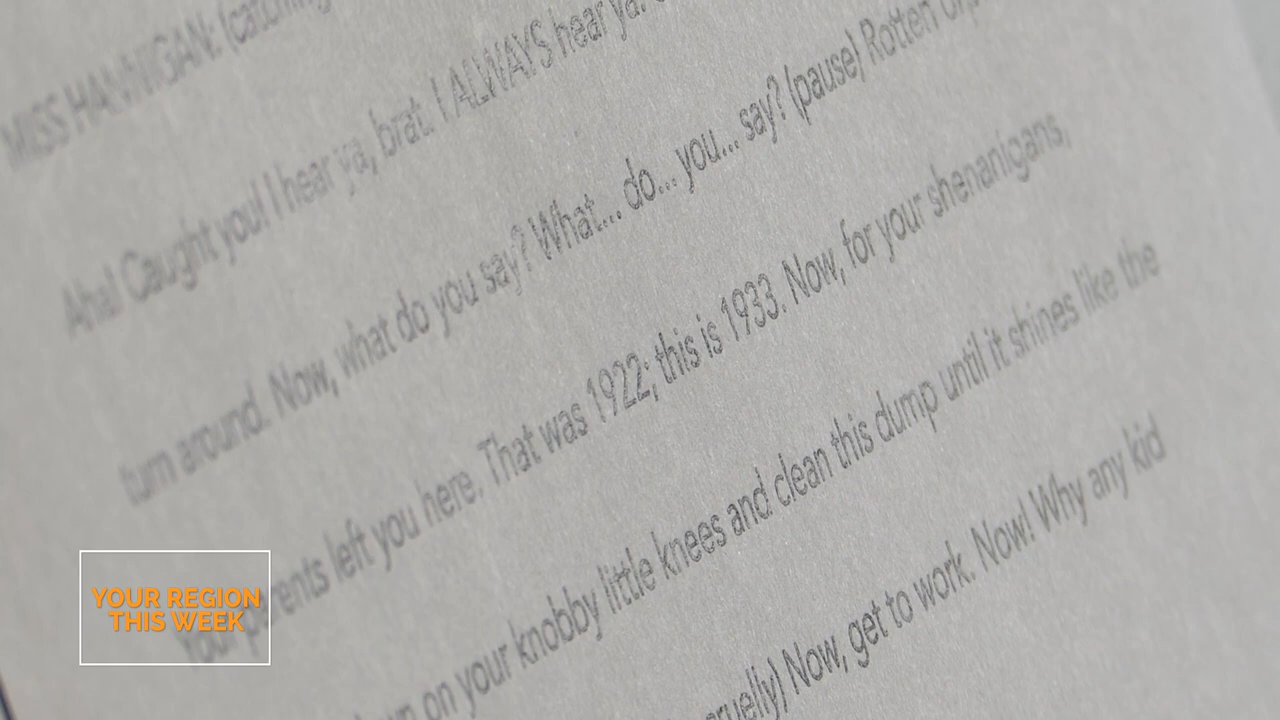 MISS HANNIGAN: (catching
Aha! Caught you! I hear ya, brat. I ALWAYS hear ya.
turn around. Now, what do you say? What... do... you... say? (pause) Rotten
Your parents left you here. That was 1922; this is 1933. Now, for your shenanigans,
on your knobby little knees and clean this dump until it shines like the
Now, get to work. Now! Why any kid
YOUR REGION
THIS WEEK